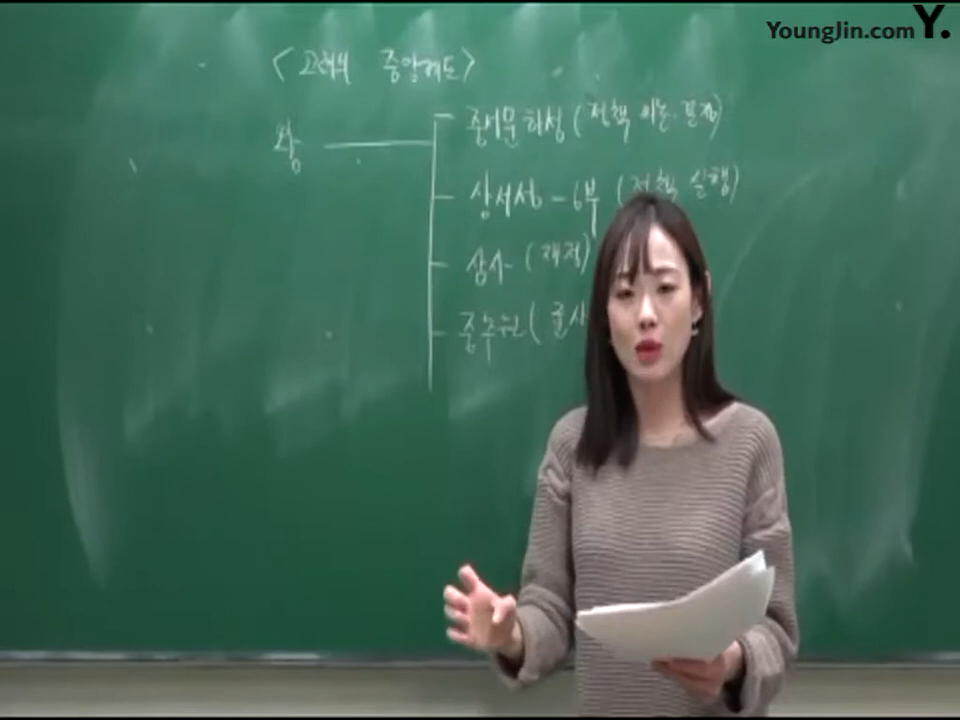 YoungJin.com Y.
<고려의 중앙제도>
왕
중서문하성 (정책 의논·결정)
상서성 - 6부 (정책 실행)
삼사 (재정)
중추원 ( 군사